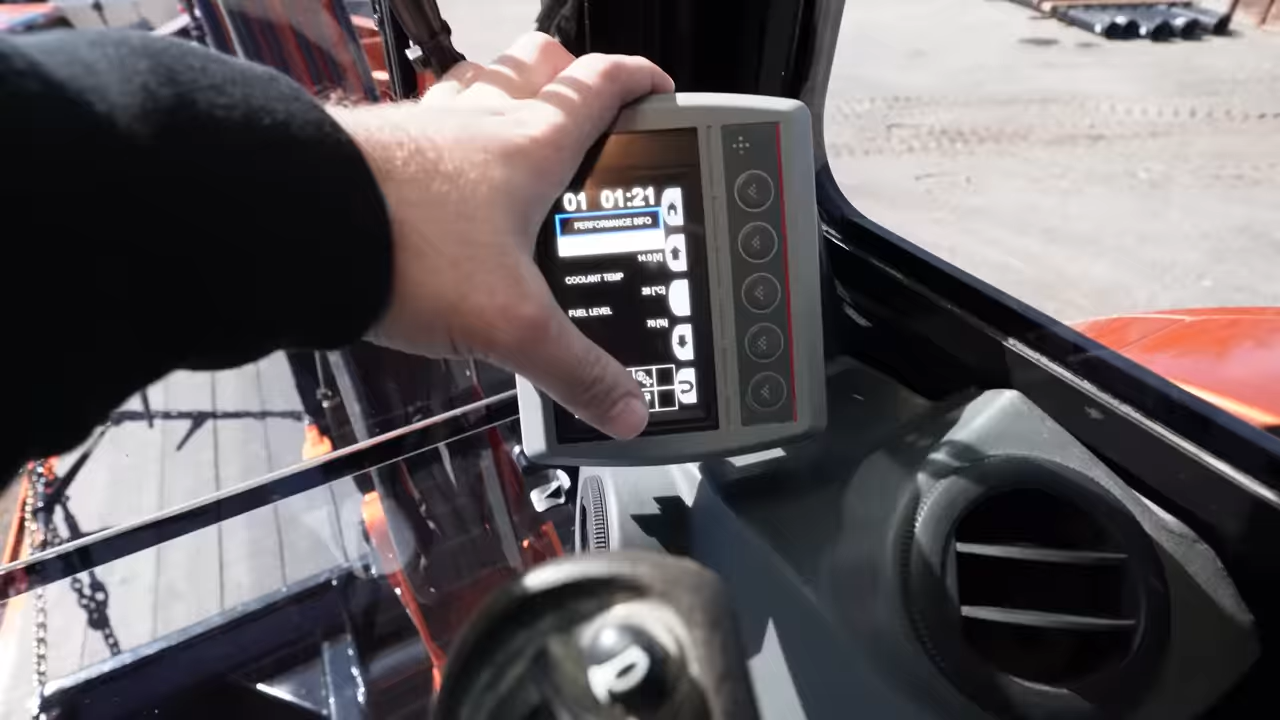 01 01:21
PERFORMANCE INFO
14.0 [V]
COOLANT TEMP
28 [°C]
FUEL LEVEL
70 [%]